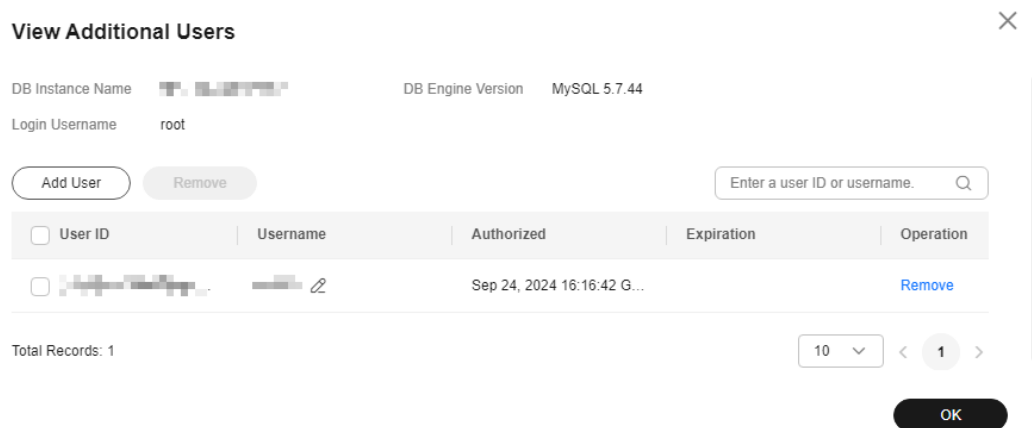 View Additional Users
DB Instance Name DB Engine Version MySQL 5.7.44
Login Username root
Add User Remove Enter a user ID or username.
User ID Username Authorized Expiration Operation
Sep 24, 2024 16:16:42 G... Remove
Total Records: 1 10 1
OK